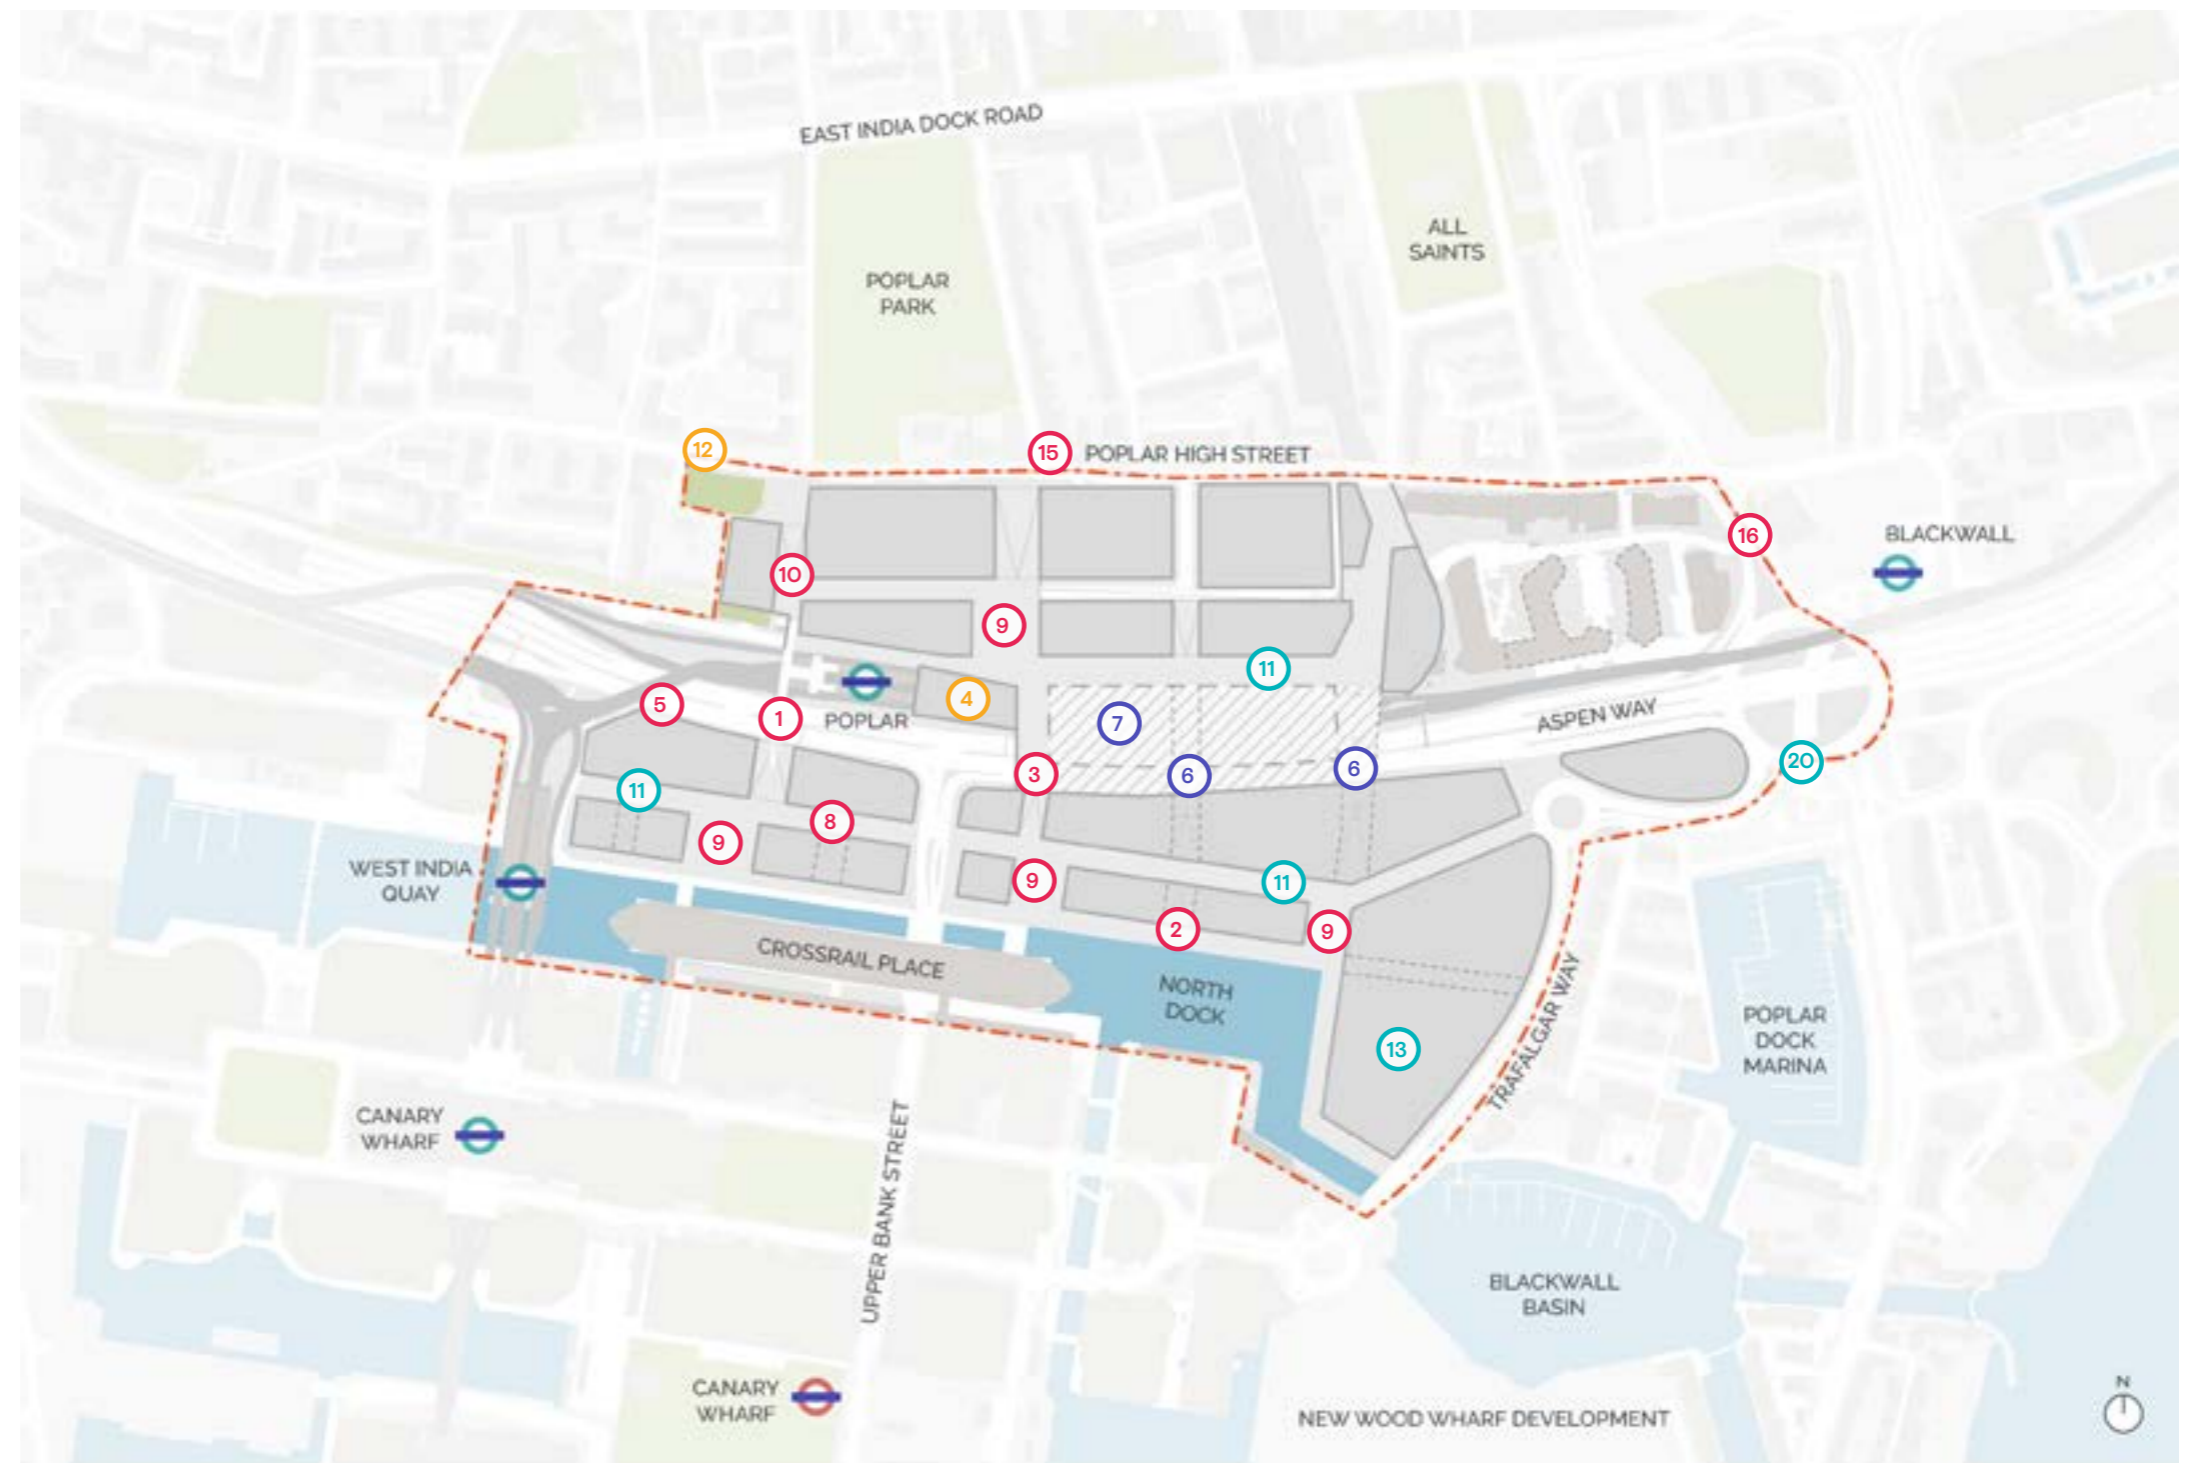 EAST INDIA DOCK ROAD
ALL
SAINTS
POPLAR
PARK
12
15
POPLAR HIGH STREET
16
BLACKWALL
10
9
11
5
1
POPLAR
4
7
ASPEN WAY
3
6
6
20
11
8
9
WEST INDIA
QUAY
9
11
2
9
CROSSRAIL PLACE
NORTH
DOCK
13
TRAFALGAR WAY
POPLAR
DOCK
MARINA
CANARY
WHARF
UPPER BANK STREET
BLACKWALL
BASIN
CANARY
WHARF
NEW WOOD WHARF DEVELOPMENT
N